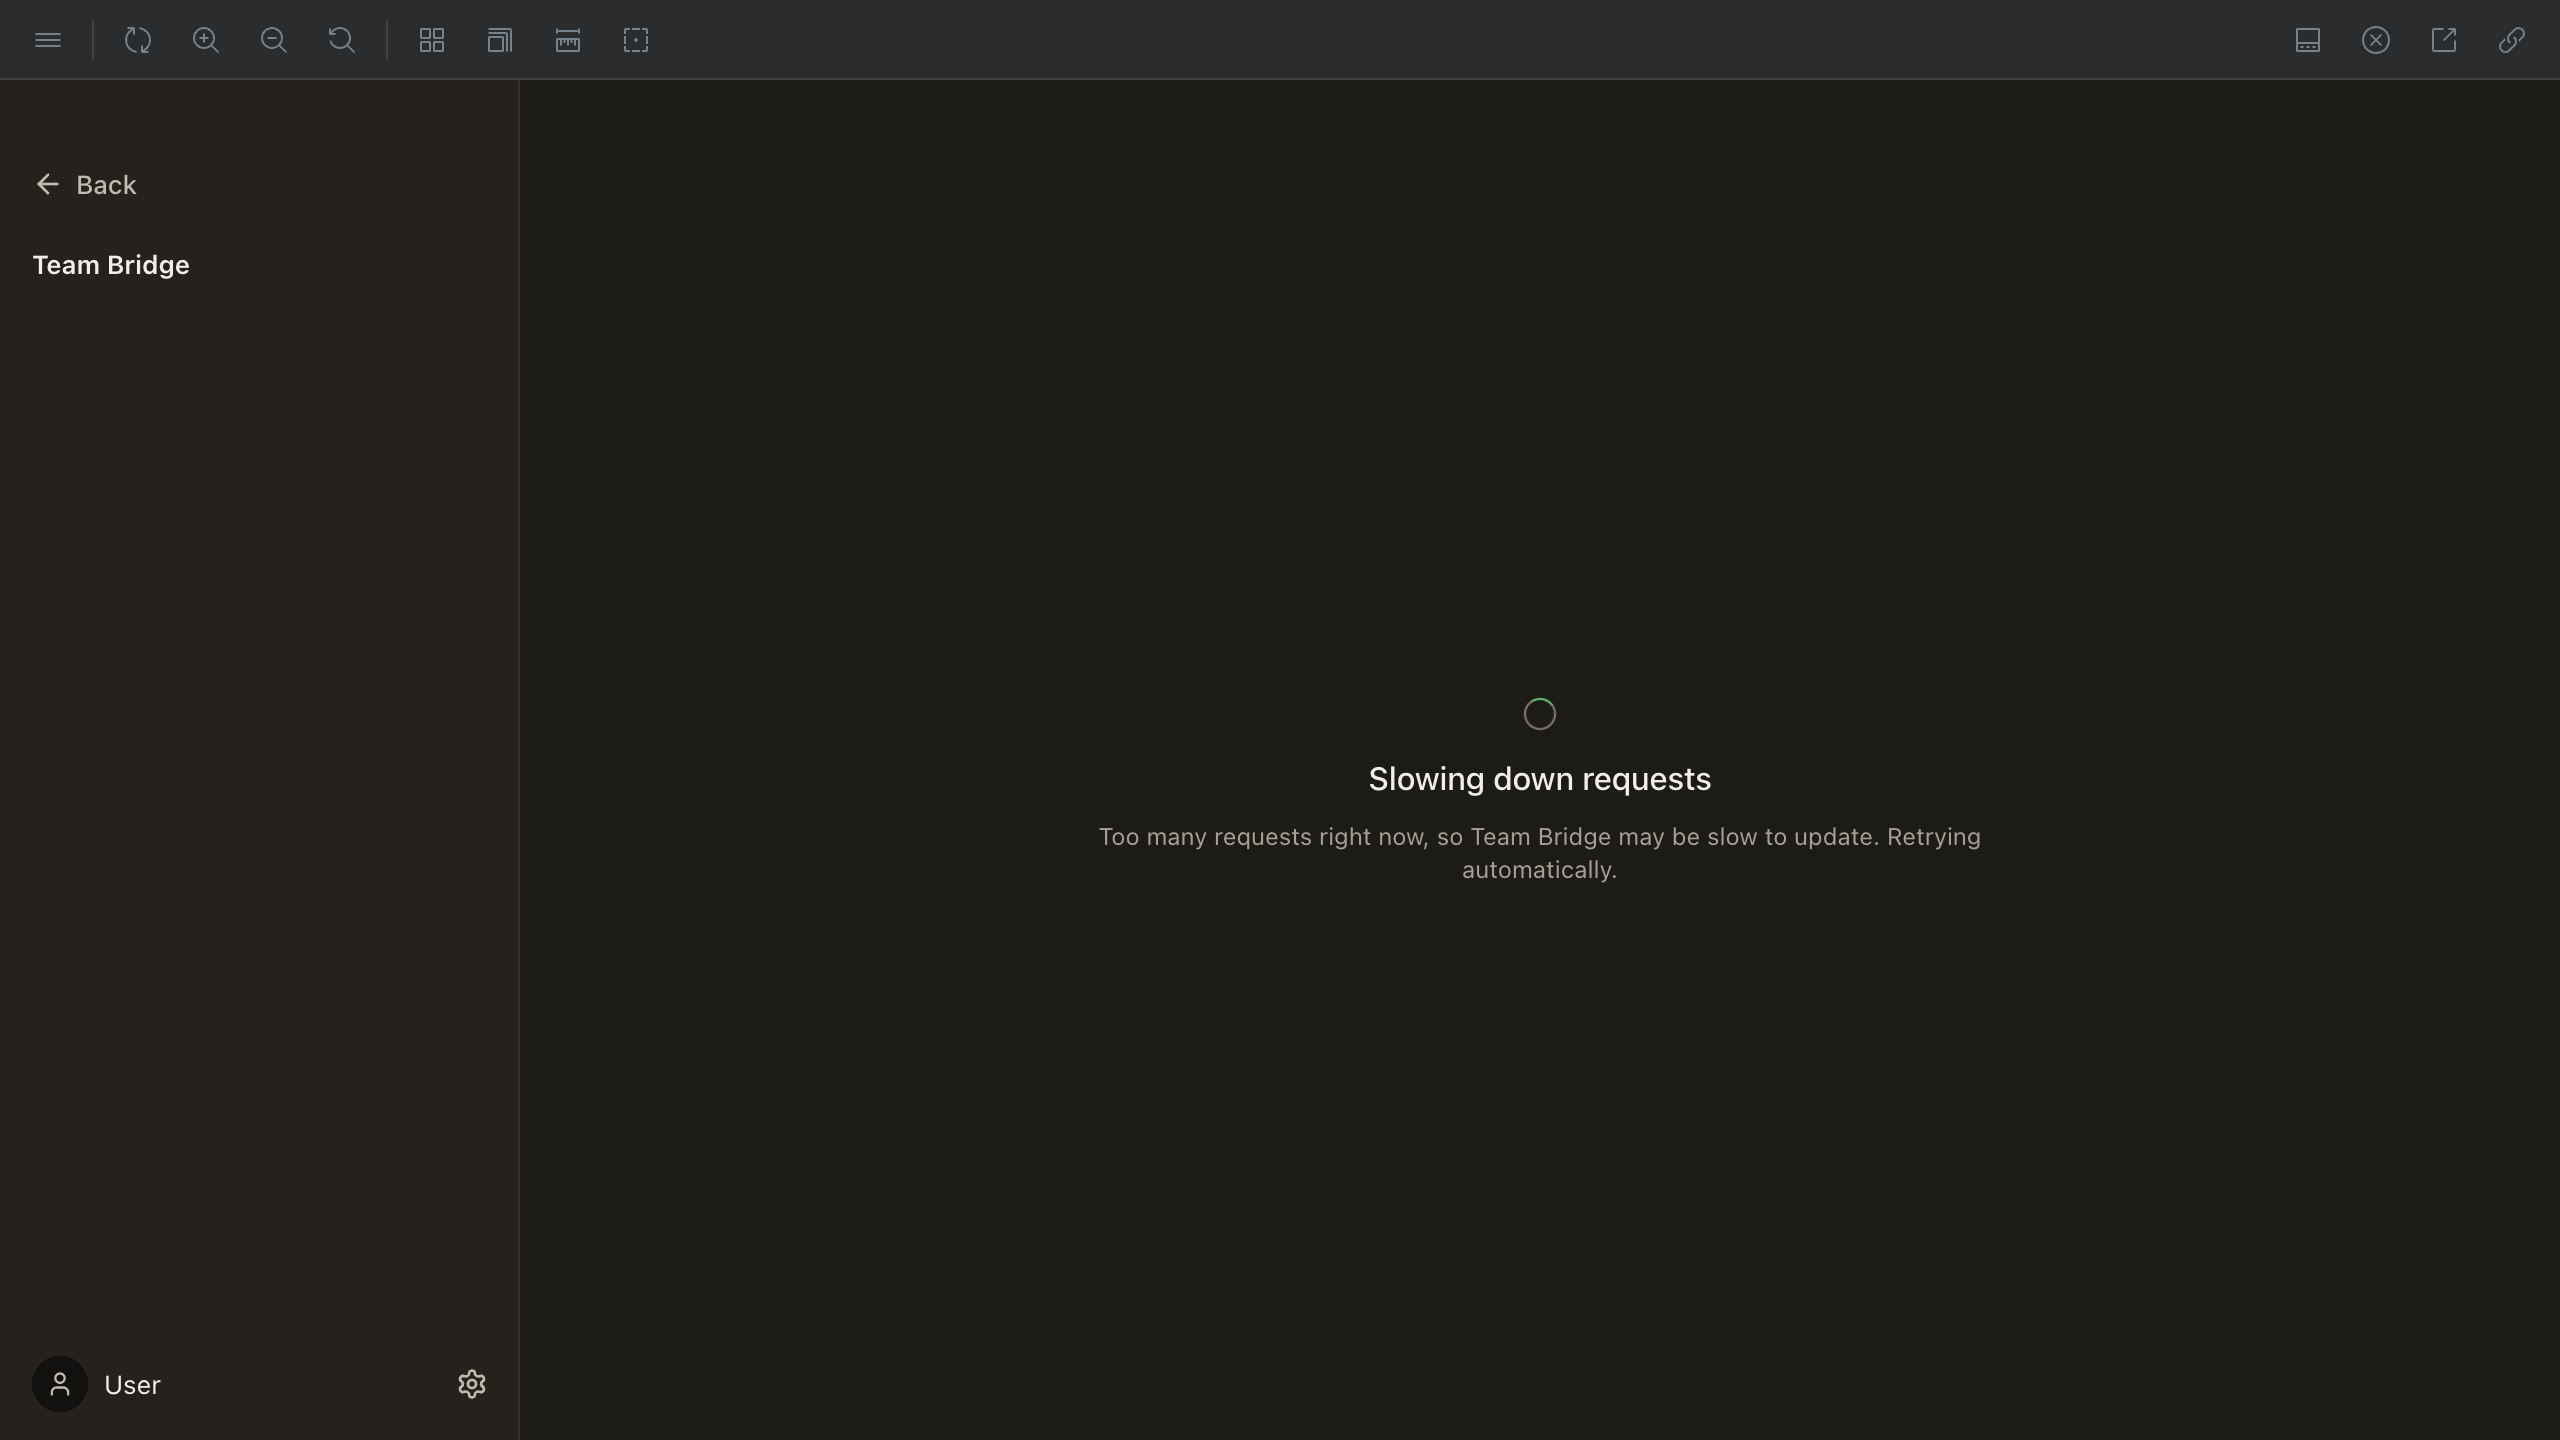 Back
Team Bridge
Slowing down requests
Too many requests right now, so Team Bridge may be slow to update. Retrying
automatically.
User